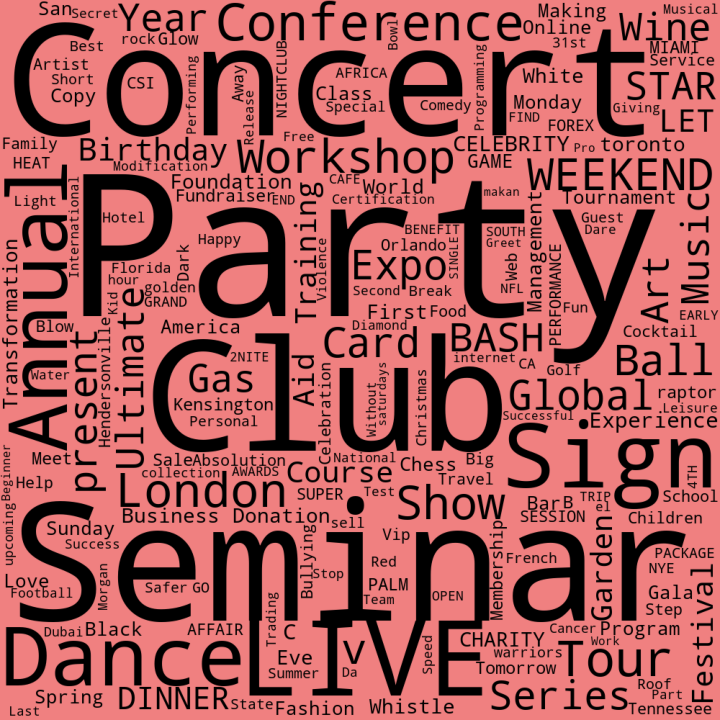 San
Secret
Year
Conference
Bowl
Making
Online
31st
Wine
Musical
MIAMI
Service
Best
rock
Glow
Concert
Artist
Short
Copy
CSI
Performing
Away
Release
NIGHTCLUB
AFRICA
Class
Special
Comedy
Programming
White
Monday
FIND
FOREX
Giving
STAR
LET
Family
HEAT
Birthday
Modification
Free
Workshop
CELEBRITY
GAME
Pro
toronto
WEEKEND
Light
Annual
International
Foundation
Fundraiser
END
CAFE
World
Certification
makan
Tournament
Guest
Dare
Music
Hotel
Party
Training
Violence
BENEFIT
Orlando
SINGLE
SOUTH
Greet
Web
NFL
Management
PERFORMANCE
Art
EARLY
Happy
Dark
Florida
hour
golden
Kid
GRAND
Expo
Second
Break
First
Food
Diamond
Fun
Cocktail
Transformation
Blow
Water
present
Hendersonville
Ultimate
America
2NITE
Club
Gas
Kensington
Personal
Aid
Card
BASH
internet
CA
Golf
Ball
Celebration
Without
saturdays
Christmas
Global
raptor
Leisure
Successful
Experience
Sign
4TH
School
Meet
Help
upcoming
Beginner
Sale
Absolution
collection
AWARDS
National
Course
Chess
Big
Travel
London
SUPER
Test
Show
BarB
TRIP
el
SESSION
Children
Business
Donation
sell
Vip
Sunday
Success
Seminar
Bullying
Stop
Red
PALM
Team
OPEN
Membership
French
Garden
PACKAGE
NYE
Gala
Step
Festival
Love
Football
Morgan
Safer
GO
Dubai
Black
AFFAIR
Trading
C
Eve
Summer
LIVE
v
Da
Speed
CHARITY
warriors
Tomorrow
Cancer
Work
Program
Tour
Dance
Spring
Last
DINNER
State
Fashion
Whistle
Series
Roof
Part
Tennessee